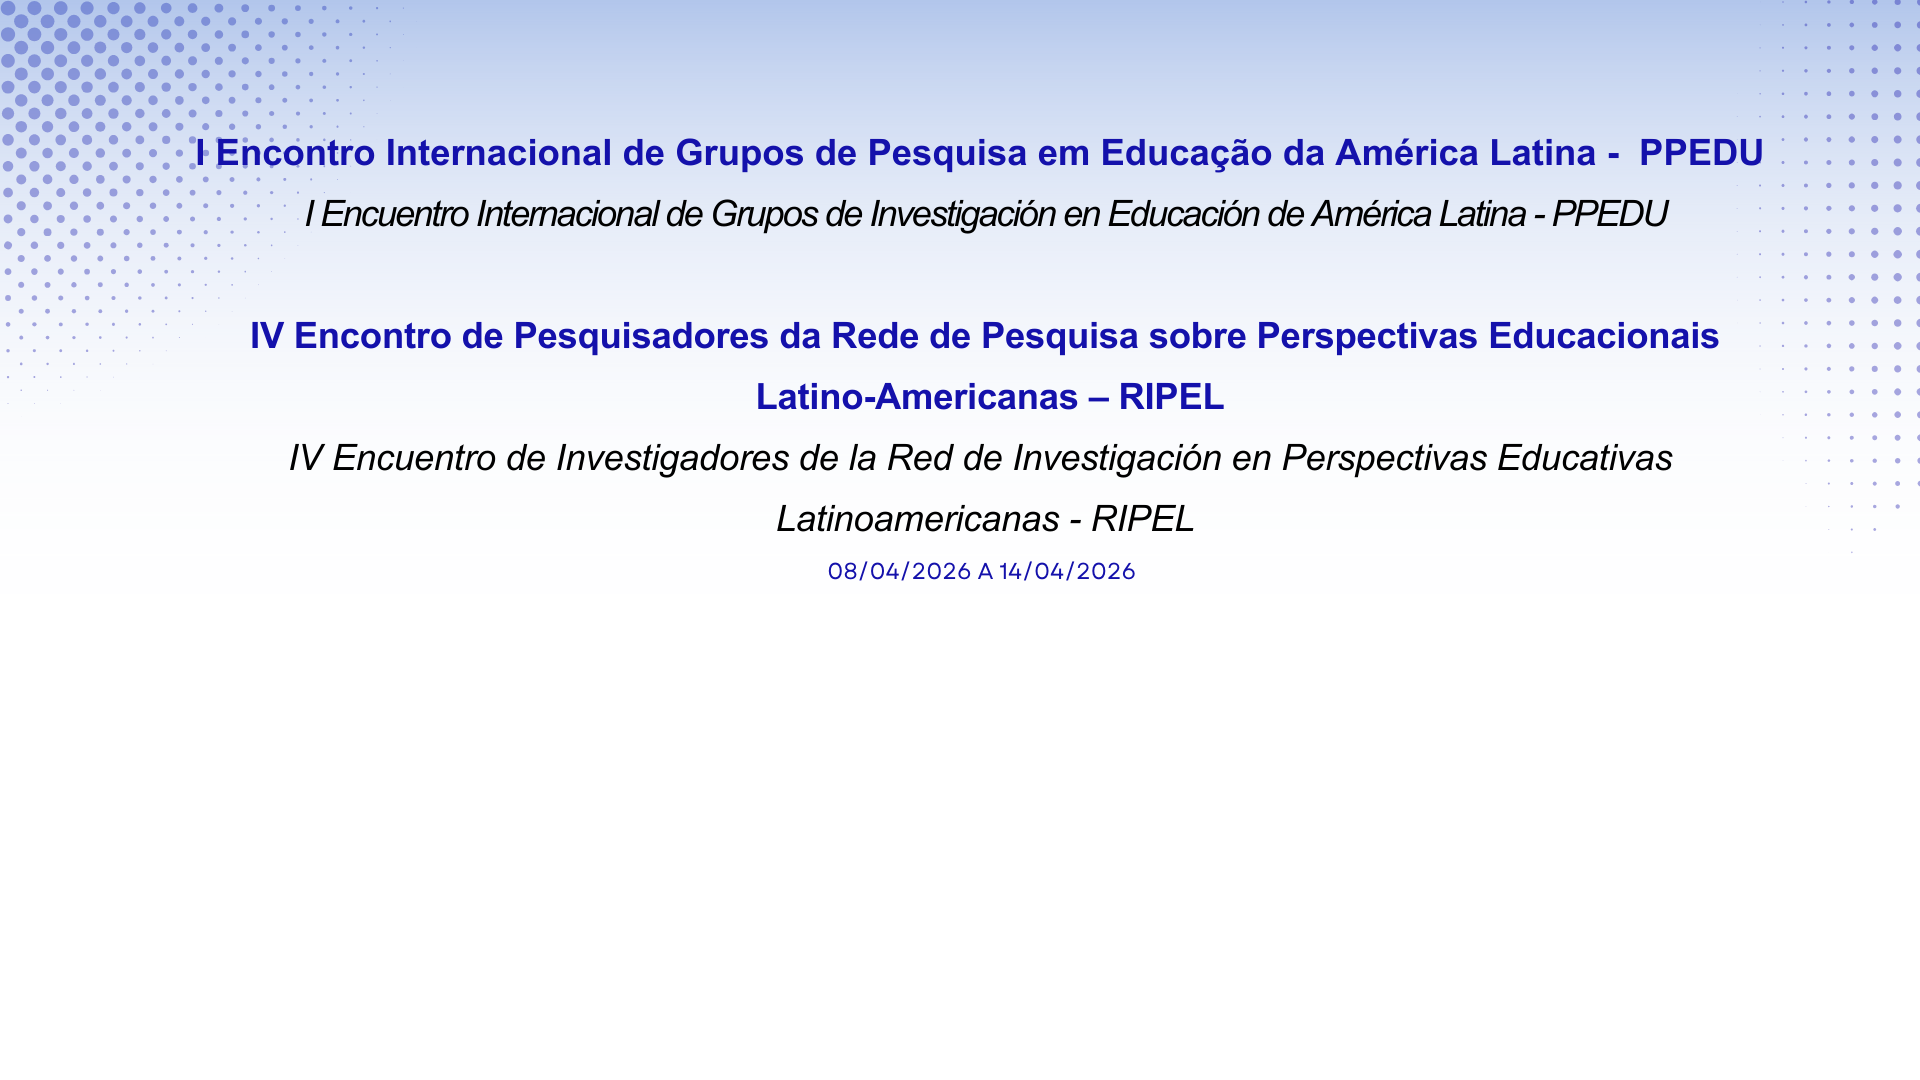 I Encontro Internacional de Grupos de Pesquisa em Educação da América Latina - PPEDU
I Encuentro Internacional de Grupos de Investigación en Educación de América Latina - PPEDU
IV Encontro de Pesquisadores da Rede de Pesquisa sobre Perspectivas Educacionais
Latino-Americanas – RIPEL
IV Encuentro de Investigadores de la Red de Investigación en Perspectivas Educativas
Latinoamericanas - RIPEL
08/04/2026 A 14/04/2026